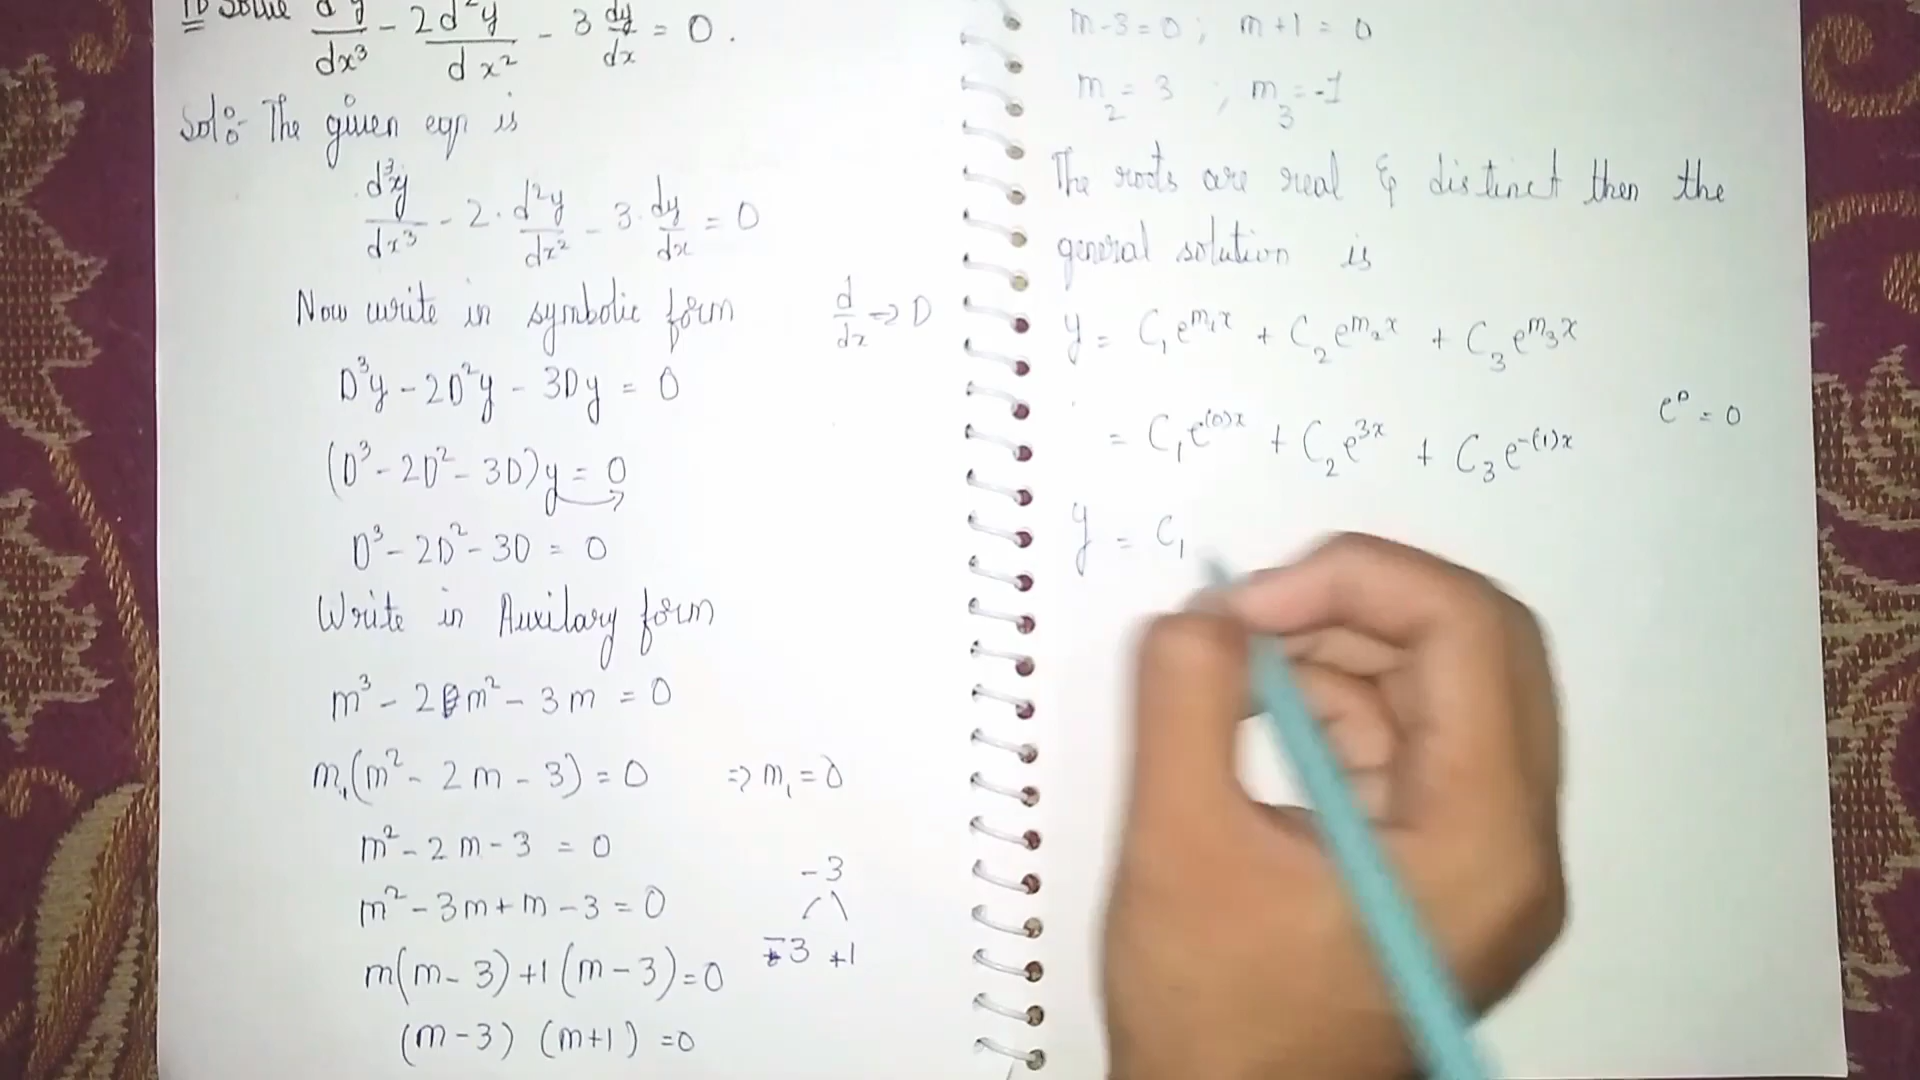 Solve d³y/dx³ - 2d²y/dx² - 3 dy/dx = 0.
Sol:- The given eqn is
d³y/dx³ - 2. d²y/dx² - 3. dy/dx = 0
Now write in symbolic form d/dx => D
D³y - 2D²y - 3Dy = 0
(D³ - 2D² - 3D)y = 0
D³ - 2D² - 3D = 0
Write in Auxilary form
m³ - 2m² - 3m = 0
m₁(m² - 2m - 3) = 0 => m₁ = 0
m² - 2m - 3 = 0
m² - 3m + m - 3 = 0
-3
-3 +1
m(m - 3) + 1(m - 3) = 0
(m - 3) (m + 1) = 0
m - 3 = 0 ; m + 1 = 0
m₂ = 3 ; m₃ = -1
The roots are real & distinct then the
general solution is
y = C₁e^m₁x + C₂e^m₂x + C₃e^m₃x
= C₁e^(0)x + C₂e^3x + C₃e^-(1)x
e⁰ = 0
y = C₁